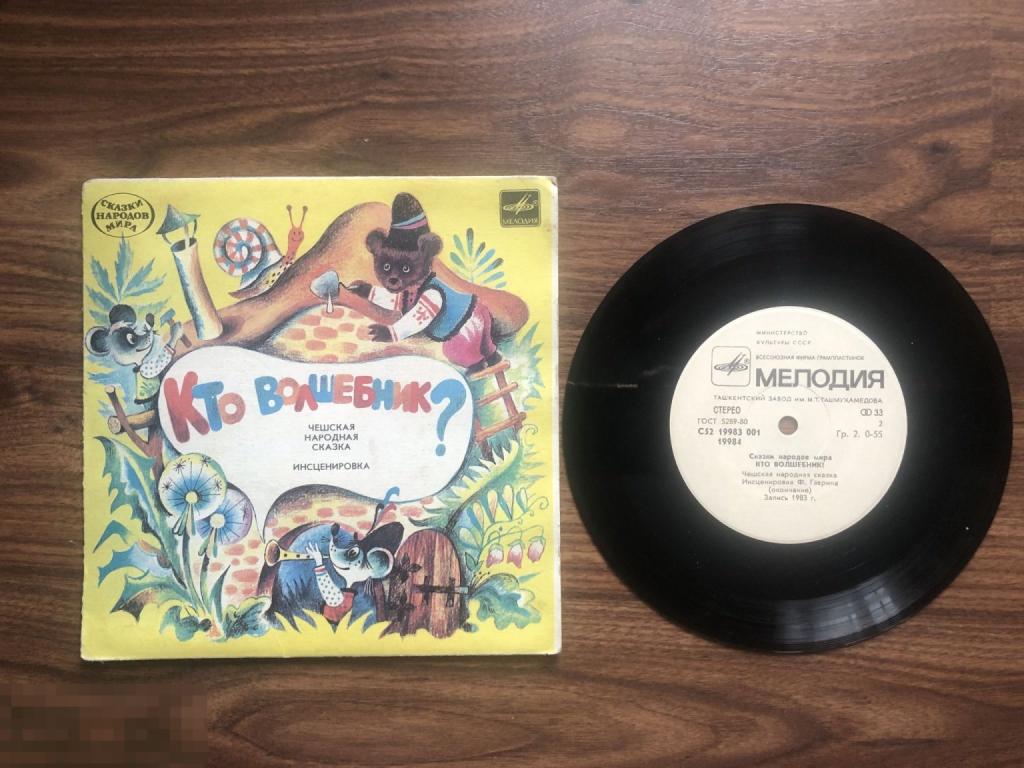 СКАЗКИ
НАРОДОВ
МИРА
МЕЛОДИЯ
КТО ВОЛШЕБНИК?
ЧЕШСКАЯ
НАРОДНАЯ
СКАЗКА
ИНСЦЕНИРОВКА
МИНИСТЕРСТВО
КУЛЬТУРЫ СССР
ВСЕСОЮЗНАЯ ФИРМА ГРАМПЛАСТИНОК
МЕЛОДИЯ
ТАШКЕНТСКИЙ ЗАВОД им. М.Т.ТАШМУХАМЕДОВА
СТЕРЕО 33
ГОСТ 5289-80 2
С52 19983 001 Гр. 2. 0-55
19984
Сказки народов мира
КТО ВОЛШЕБНИК?
Чешская народная сказка
Инсценировка Ф. Гаврина
(окончание)
Запись 1983 г.